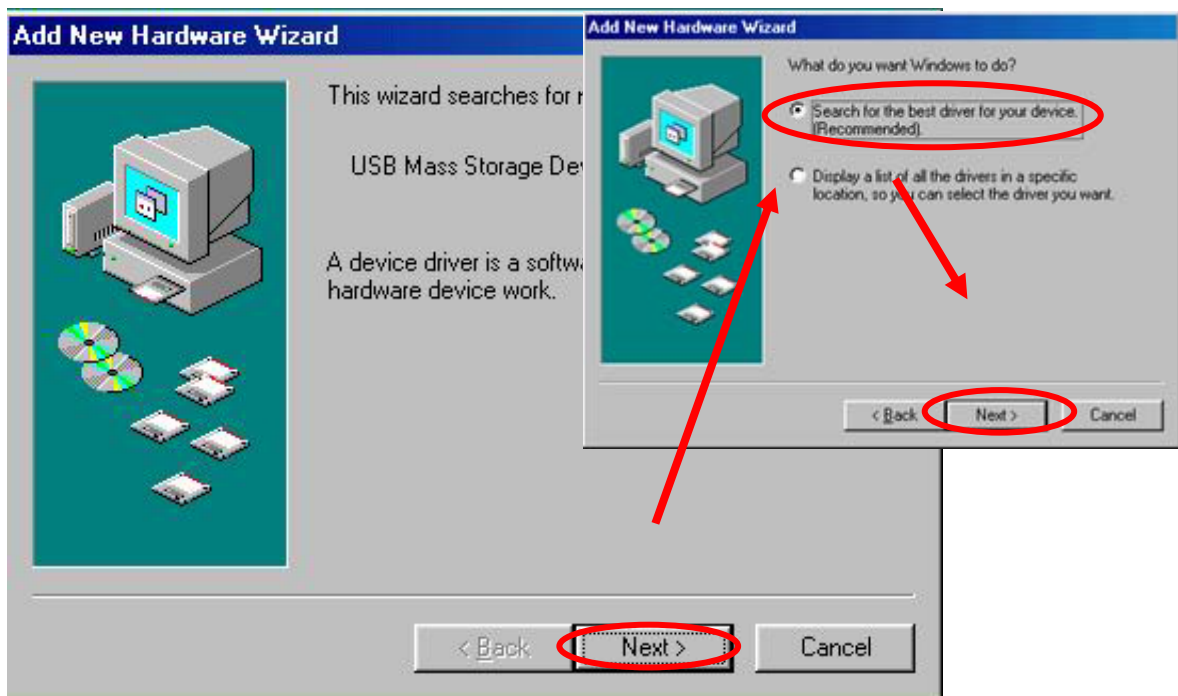 Add New Hardware Wizard
This wizard searches for
USB Mass Storage
A device driver is a
hardware device work.
< Back
Next >
Cancel
Add New Hardware Wizard
What do you want Windows to do?
Search for the best driver for your device.
(Recommended).
Display a list of all the drivers in a specific
location, so you can select the driver you want.
< Back
Next >
Cancel